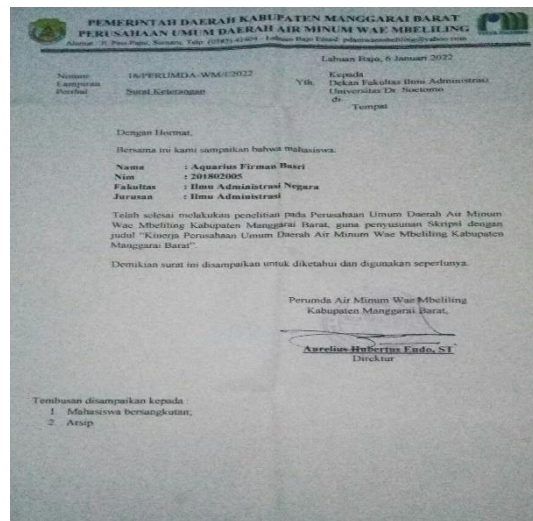 PEMERINTAH DAERAH KABUPATEN MANGGARAI BARAT
PERUSAHAAN UMUM DAERAH AIR MINUM WAE MBELILING
Labuan Bajo, 6 Januari 2022
Nomor 16/PERUMDA-WM/I/2022
Lampiran
Perihal Surat Keterangan
Kepada
Yth. Dekan Fakultas Ilmu Administrasi
Universitas Dr. Soetomo
di
Tempat
Dengan Hormat,
Bersama ini kami sampaikan bahwa mahasiswa:
Nama : Aquarius Firman Basri
Nim : 201802005
Fakultas : Ilmu Administrasi Negara
Jurusan : Ilmu Administrasi
Telah selesai melakukan penelitian pada Perusahaan Umum Daerah Air Minum
Wae Mbeliling Kabupaten Manggarai Barat, guna penyusunan Skripsi dengan
judul "Kinerja Perusahaan Umum Daerah Air Minum Wae Mbeliling Kabupaten
Manggarai Barat".
Demikian surat ini disampaikan untuk diketahui dan digunakan seperlunya.
Perumda Air Minum Wae Mbeliling
Kabupaten Manggarai Barat,
Aurelius Hubertus Endo, ST
Direktur
Tembusan disampaikan kepada :
1. Mahasiswa bersangkutan;
2. Arsip